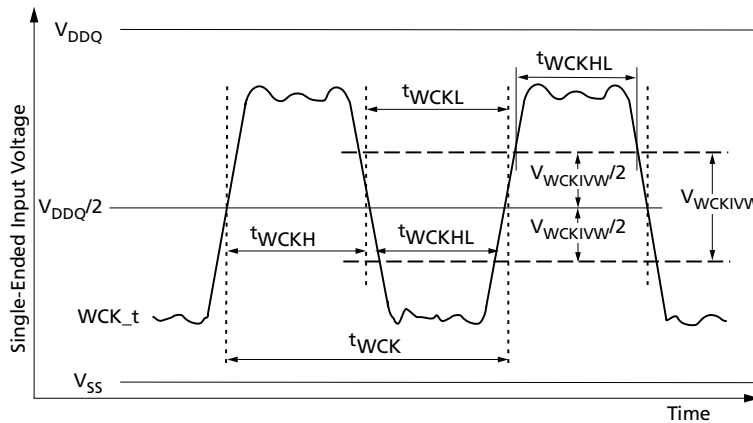 Single-Ended Input Voltage
VDDQ
tWCKHL
tWCKL
VWCKIVW/2
VWCKIVW
VDDQ/2
VWCKIVW/2
tWCKH
tWCKHL
WCK_t
tWCK
VSS
Time